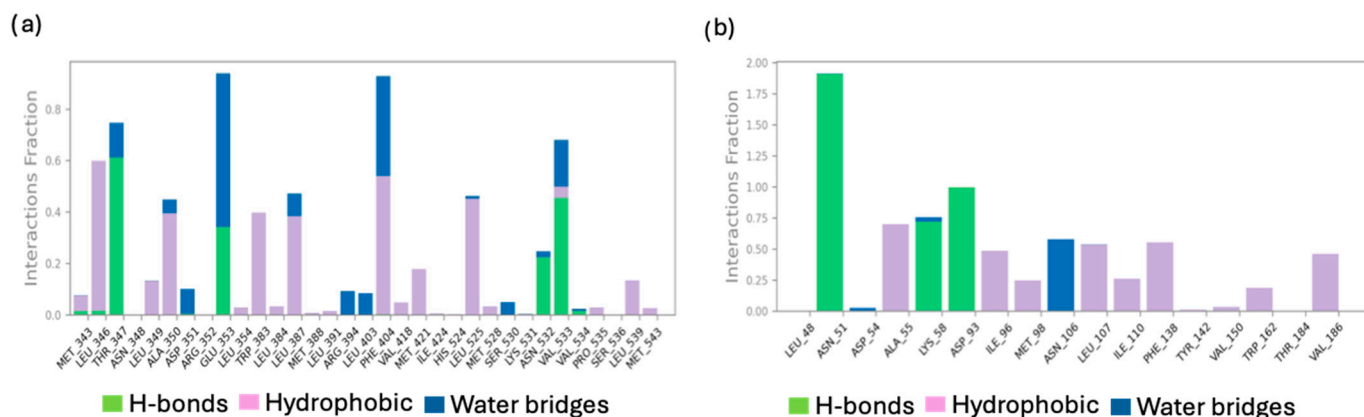 (a)
Interactions Fraction
0.8
0.6
0.4
0.2
0.0
MET_343
LEU_346
THR_347
ASN_348
LEU_349
ALA_350
ASP_351
ARG_352
GLU_353
LEU_354
TRP_383
LEU_384
LEU_387
MET_388
LEU_391
ARG_394
LEU_403
PHE_404
VAL_418
MET_421
ILE_424
HIS_524
LEU_525
MET_528
SER_530
LYS_531
ASN_532
VAL_533
VAL_534
PRO_535
SER_536
LEU_539
MET_543
H-bonds Hydrophobic Water bridges
(b)
Interactions Fraction
2.00
1.75
1.50
1.25
1.00
0.75
0.50
0.25
0.00
LEU_48
ASN_51
ASP_54
ALA_55
LYS_58
ASP_93
ILE_96
MET_98
ASN_106
LEU_107
ILE_110
PHE_138
TYR_142
VAL_150
TRP_162
THR_184
VAL_186
H-bonds Hydrophobic Water bridges